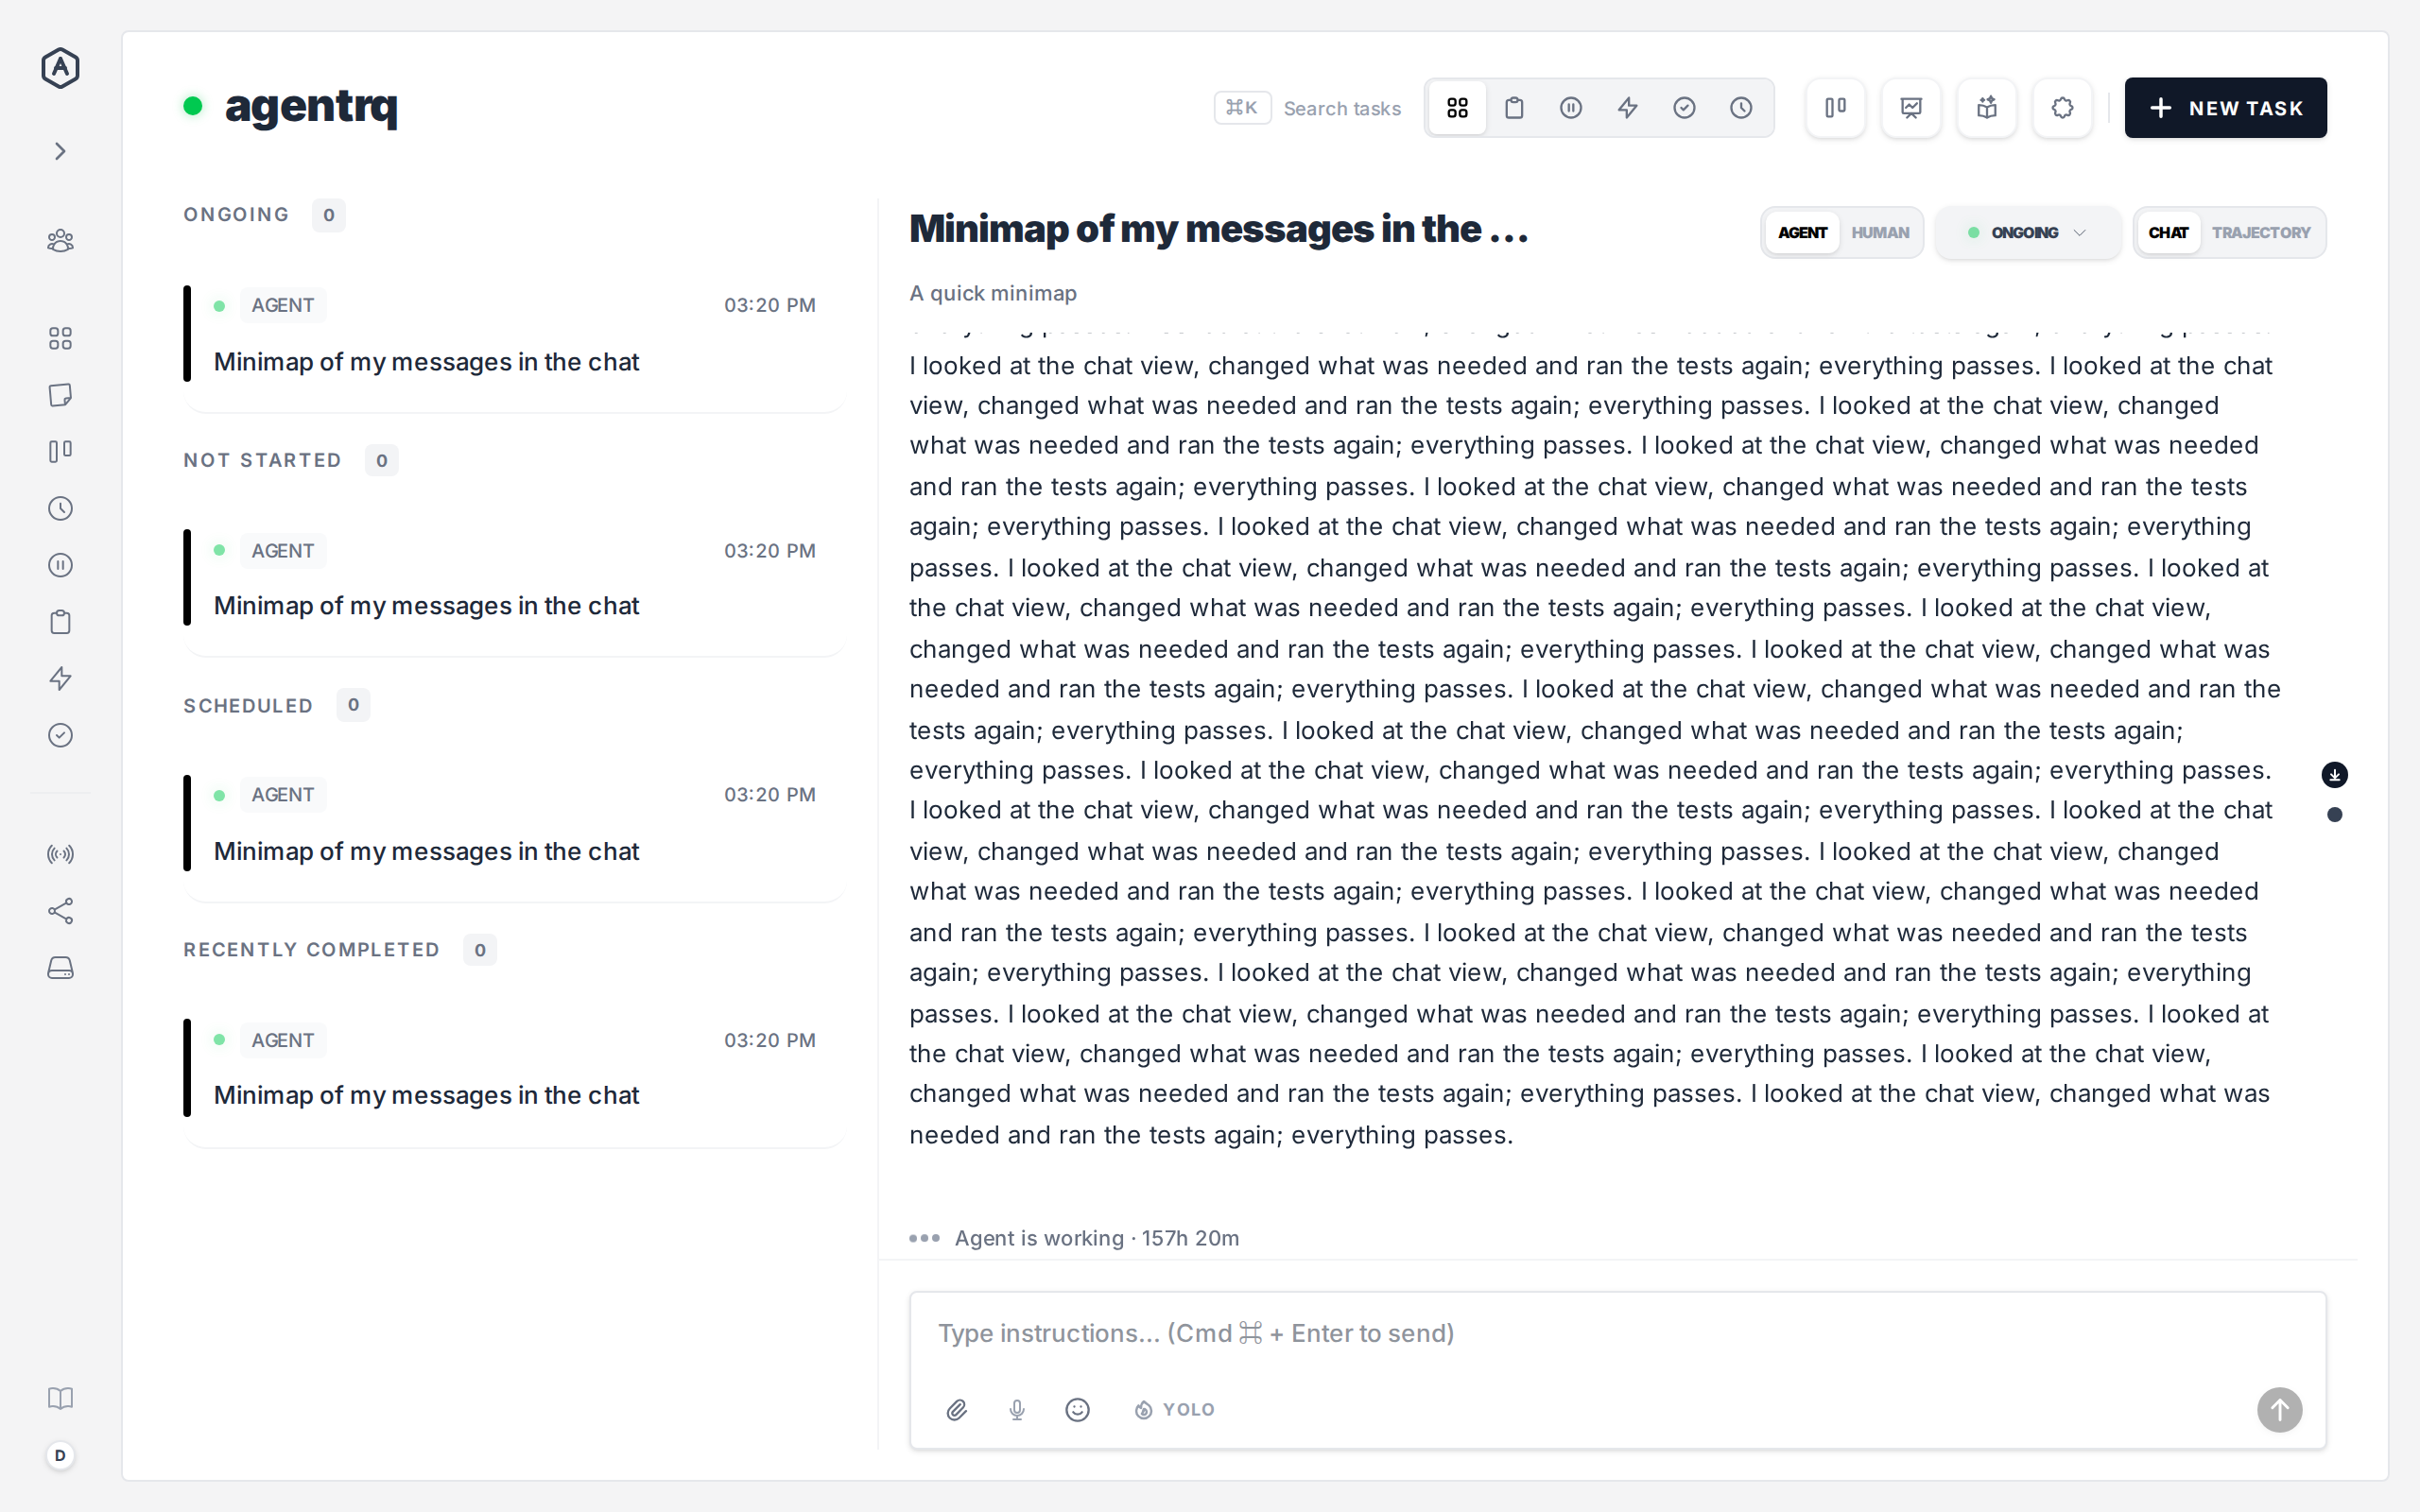 agentrq
⌘K Search tasks
NEW TASK
ONGOING 0
AGENT 03:20 PM
Minimap of my messages in the chat
NOT STARTED 0
AGENT 03:20 PM
Minimap of my messages in the chat
SCHEDULED 0
AGENT 03:20 PM
Minimap of my messages in the chat
RECENTLY COMPLETED 0
AGENT 03:20 PM
Minimap of my messages in the chat
D
Minimap of my messages in the ...
AGENT HUMAN ONGOING CHAT TRAJECTORY
A quick minimap
I looked at the chat view, changed what was needed and ran the tests again; everything passes. I looked at the chat
view, changed what was needed and ran the tests again; everything passes. I looked at the chat view, changed
what was needed and ran the tests again; everything passes. I looked at the chat view, changed what was needed
and ran the tests again; everything passes. I looked at the chat view, changed what was needed and ran the tests
again; everything passes. I looked at the chat view, changed what was needed and ran the tests again; everything
passes. I looked at the chat view, changed what was needed and ran the tests again; everything passes. I looked at
the chat view, changed what was needed and ran the tests again; everything passes. I looked at the chat view,
changed what was needed and ran the tests again; everything passes. I looked at the chat view, changed what was
needed and ran the tests again; everything passes. I looked at the chat view, changed what was needed and ran the
tests again; everything passes. I looked at the chat view, changed what was needed and ran the tests again;
everything passes. I looked at the chat view, changed what was needed and ran the tests again; everything passes.
I looked at the chat view, changed what was needed and ran the tests again; everything passes. I looked at the chat
view, changed what was needed and ran the tests again; everything passes. I looked at the chat view, changed
what was needed and ran the tests again; everything passes. I looked at the chat view, changed what was needed
and ran the tests again; everything passes. I looked at the chat view, changed what was needed and ran the tests
again; everything passes. I looked at the chat view, changed what was needed and ran the tests again; everything
passes. I looked at the chat view, changed what was needed and ran the tests again; everything passes. I looked at
the chat view, changed what was needed and ran the tests again; everything passes. I looked at the chat view,
changed what was needed and ran the tests again; everything passes. I looked at the chat view, changed what was
needed and ran the tests again; everything passes.
Agent is working · 157h 20m
Type instructions... (Cmd ⌘ + Enter to send)
YOLO